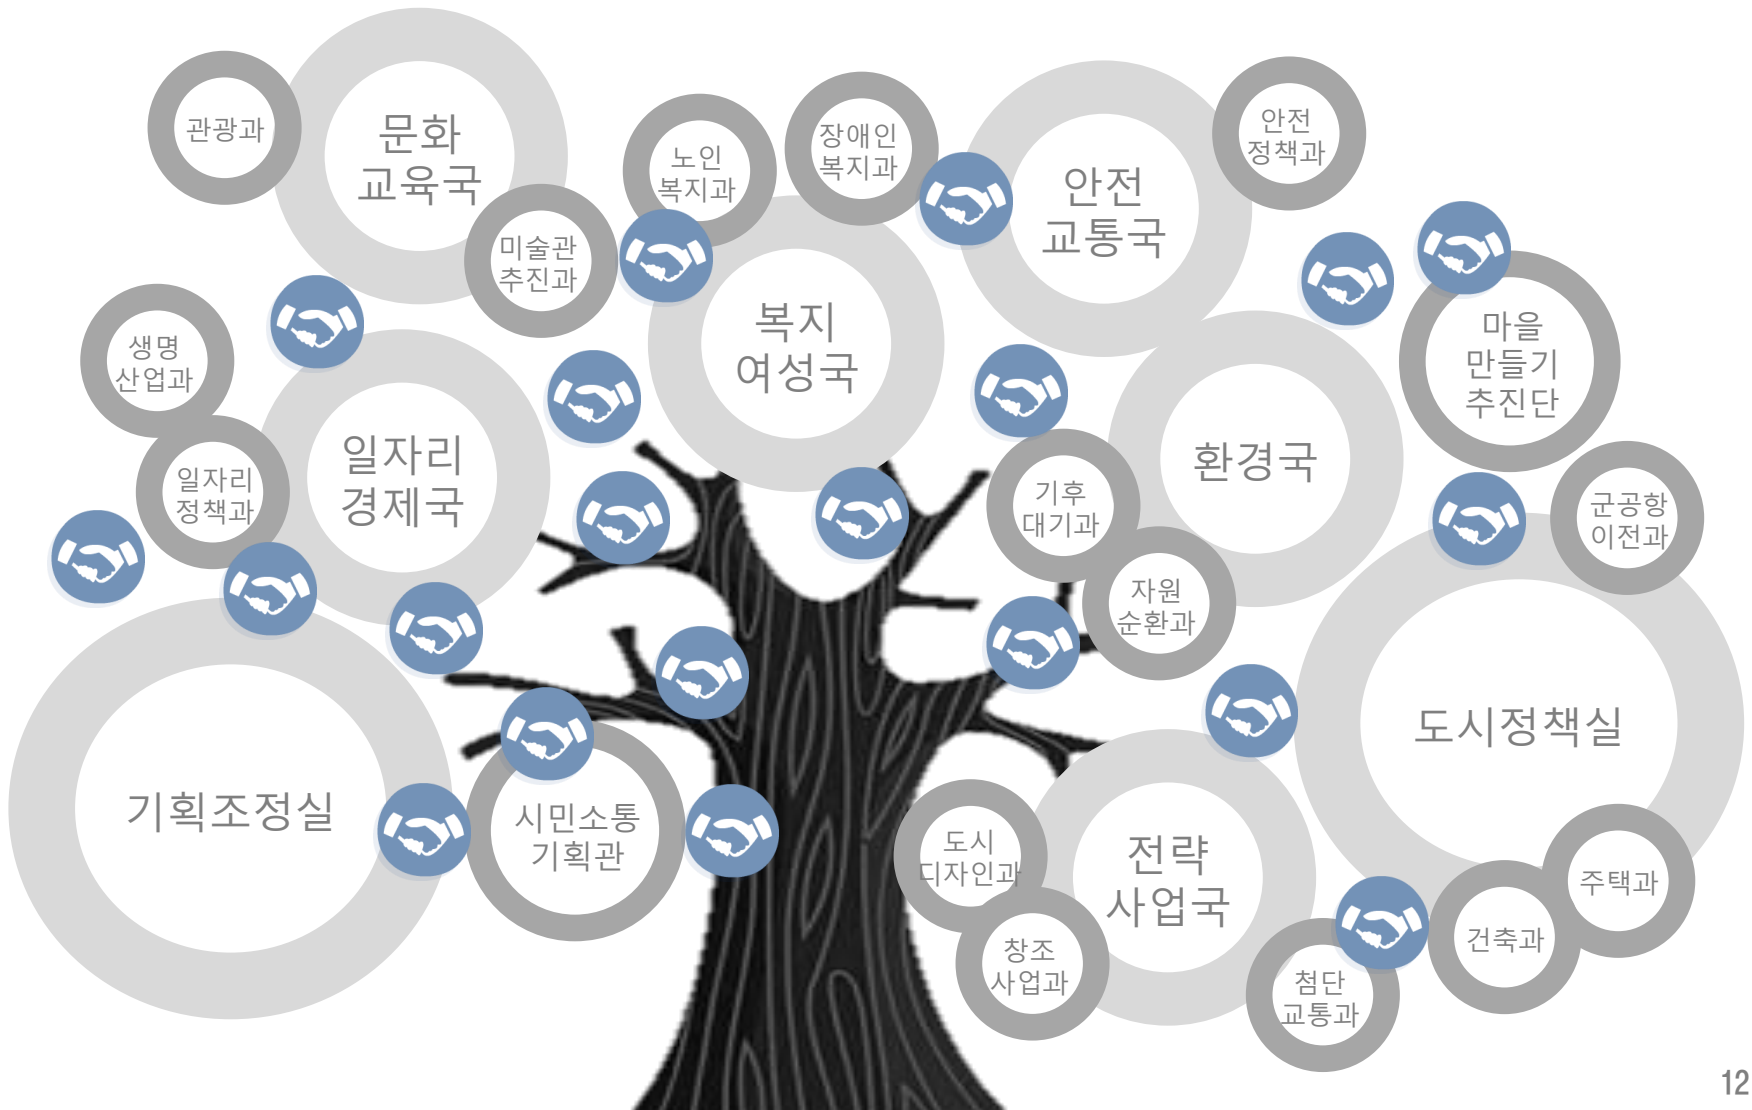 관광과
문화
교육국
미술관
추진과
노인
복지과
장애인
복지과
안전
교통국
안전
정책과
생명
산업과
일자리
정책과
일자리
경제국
복지
여성국
환경국
기후
대기과
자원
순환과
마을
만들기
추진단
군공항
이전과
도시정책실
기획조정실
시민소통
기획관
도시
디자인과
창조
사업과
전략
사업국
첨단
교통과
건축과
주택과
12